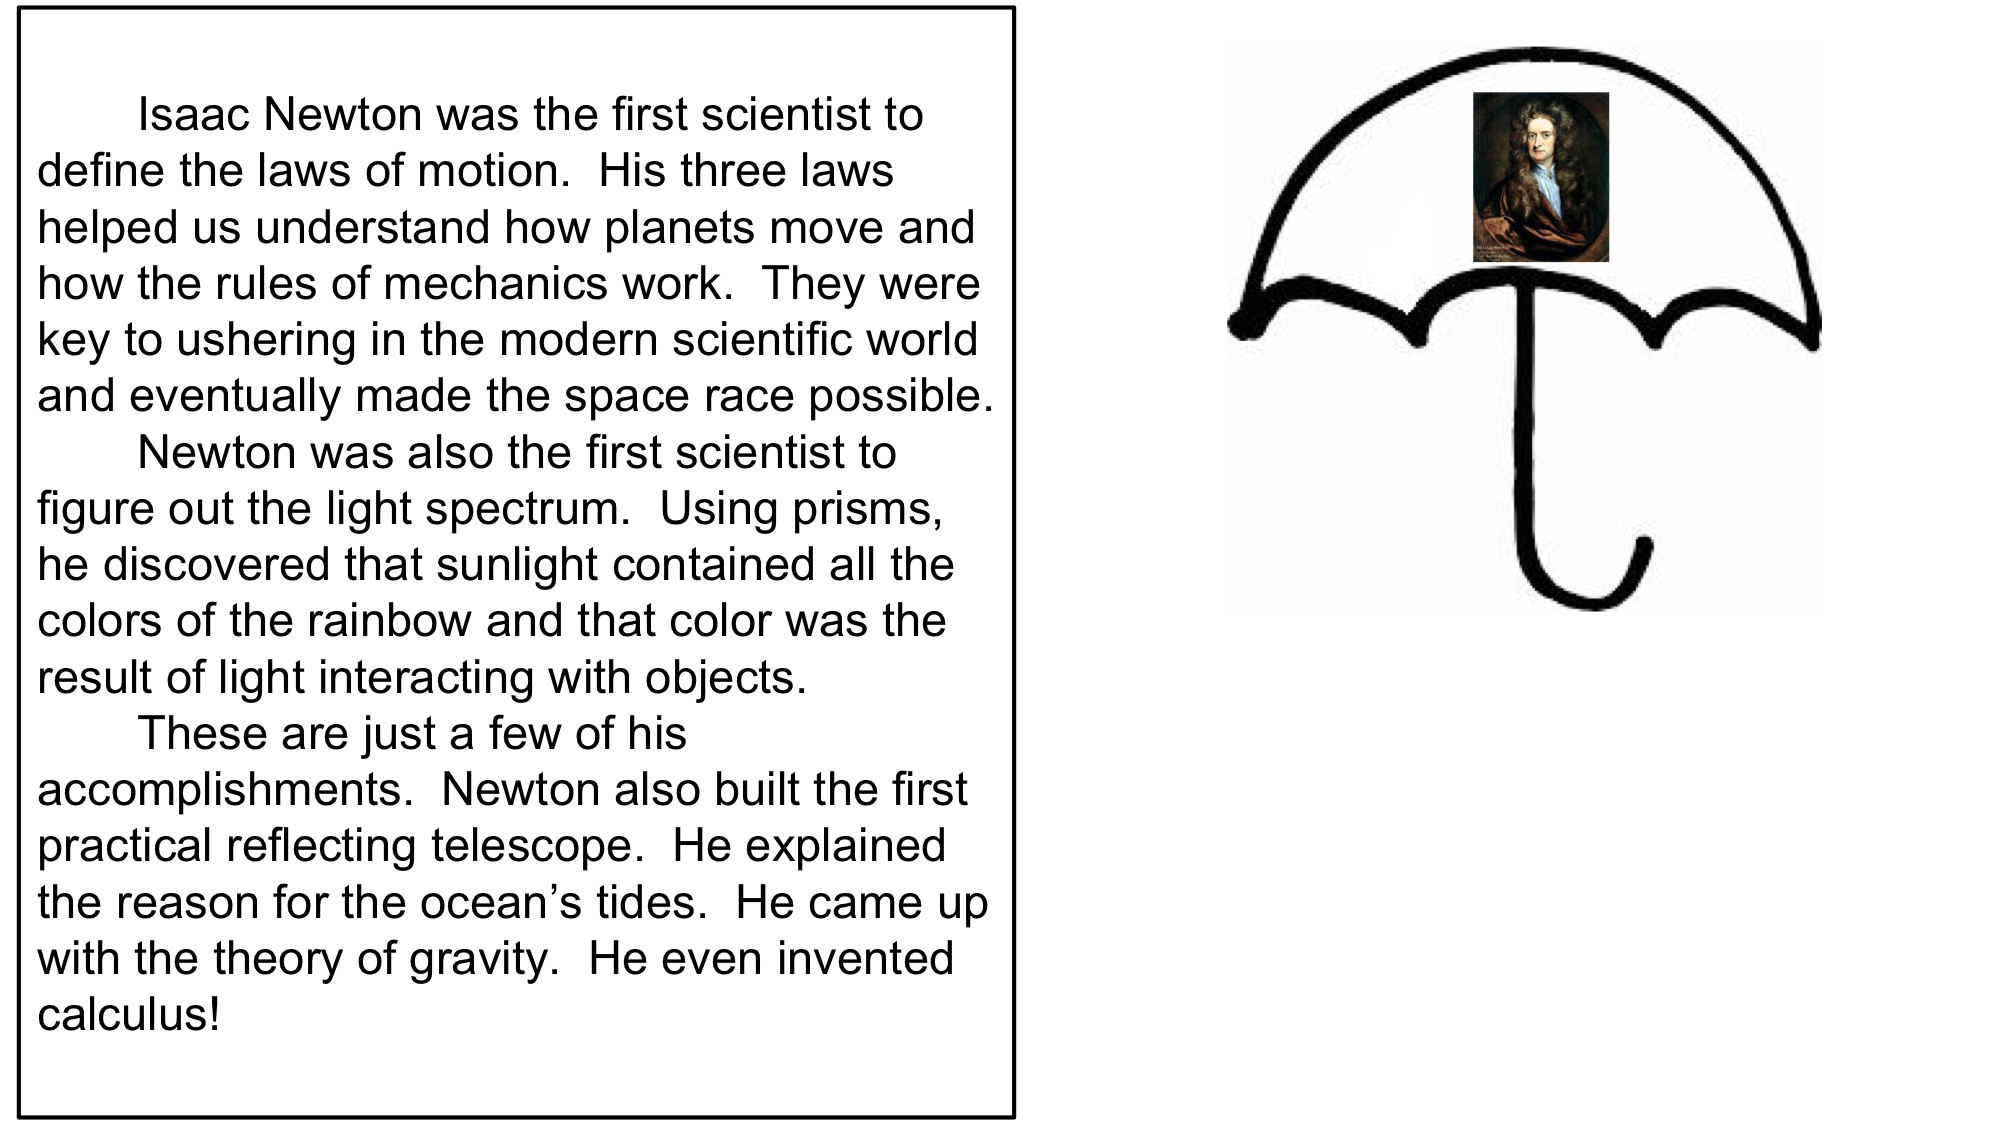 Isaac Newton was the first scientist to
define the laws of motion.  His three laws
helped us understand how planets move and
how the rules of mechanics work.  They were
key to ushering in the modern scientific world
and eventually made the space race possible.
Newton was also the first scientist to
figure out the light spectrum.  Using prisms,
he discovered that sunlight contained all the
colors of the rainbow and that color was the
result of light interacting with objects.
These are just a few of his
accomplishments.  Newton also built the first
practical reflecting telescope.  He explained
the reason for the ocean’s tides.  He came up
with the theory of gravity.  He even invented
calculus!